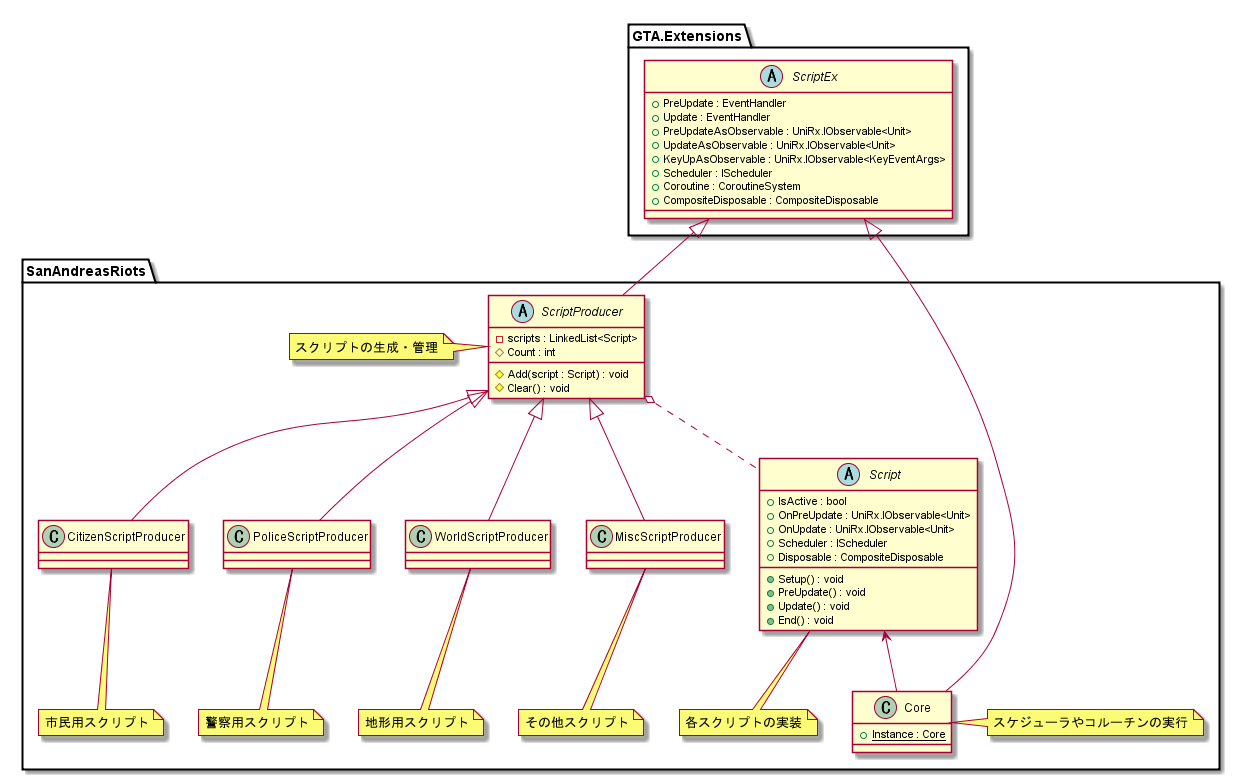 GTA.Extensions
A ScriptEx
PreUpdate : EventHandler
Update : EventHandler
PreUpdateAsObservable : UniRx.IObservable<Unit>
UpdateAsObservable : UniRx.IObservable<Unit>
KeyUpAsObservable : UniRx.IObservable<KeyEventArgs>
Scheduler : IScheduler
Coroutine : CoroutineSystem
CompositeDisposable : CompositeDisposable
SanAndreasRiots
A ScriptProducer
scripts : LinkedList<Script>
Count : int
Add(script : Script) : void
Clear() : void
スクリプトの生成・管理
A Script
IsActive : bool
OnPreUpdate : UniRx.IObservable<Unit>
OnUpdate : UniRx.IObservable<Unit>
Scheduler : IScheduler
Disposable : CompositeDisposable
Setup() : void
PreUpdate() : void
Update() : void
End() : void
C CitizenScriptProducer
C PoliceScriptProducer
C WorldScriptProducer
C MiscScriptProducer
市民用スクリプト
警察用スクリプト
地形用スクリプト
その他スクリプト
各スクリプトの実装
C Core
Instance : Core
スケジューラやコルーチンの実行